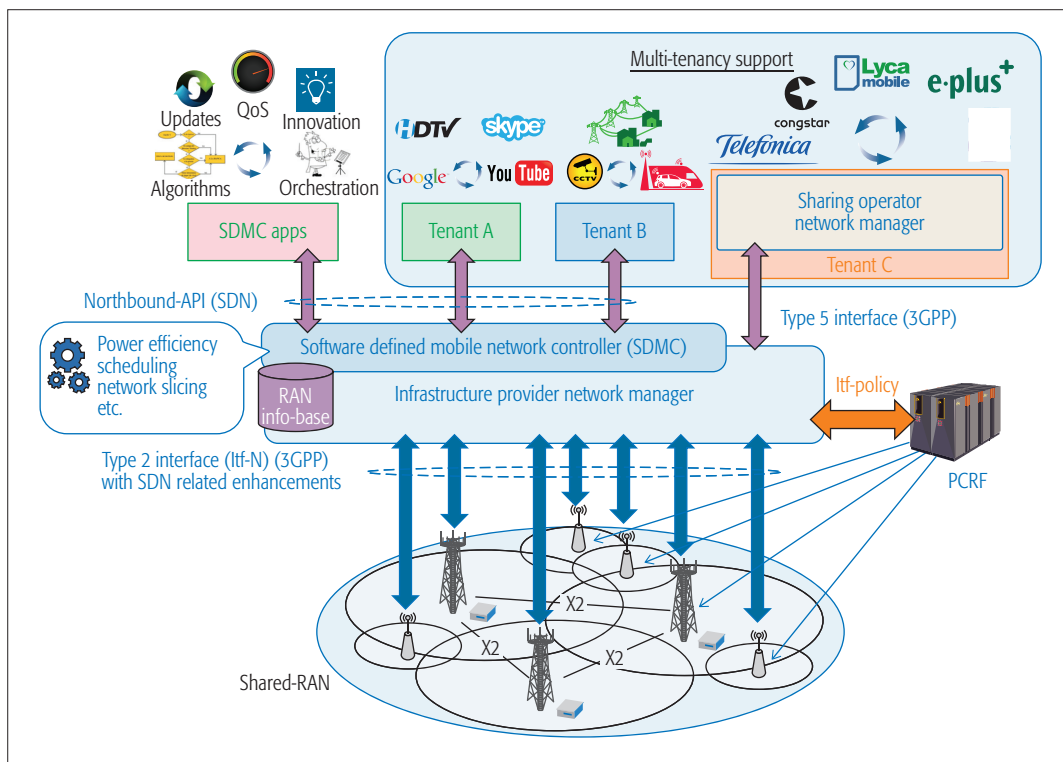 Multi-tenancy support
Updates
QoS
Innovation
Algorithms
Orchestration
HDTV
skype
Google
YouTube
CCTV
congstar
Lyca
mobile
e·plus+
Telefónica
SDMC apps
Tenant A
Tenant B
Sharing operator
network manager
Tenant C
Northbound-API (SDN)
Type 5 interface (3GPP)
Power efficiency
scheduling
network slicing
etc.
Software defined mobile network controller (SDMC)
RAN
info-base
Infrastructure provider network manager
Itf-policy
PCRF
Type 2 interface (Itf-N) (3GPP)
with SDN related enhancements
X2
X2
X2
Shared-RAN